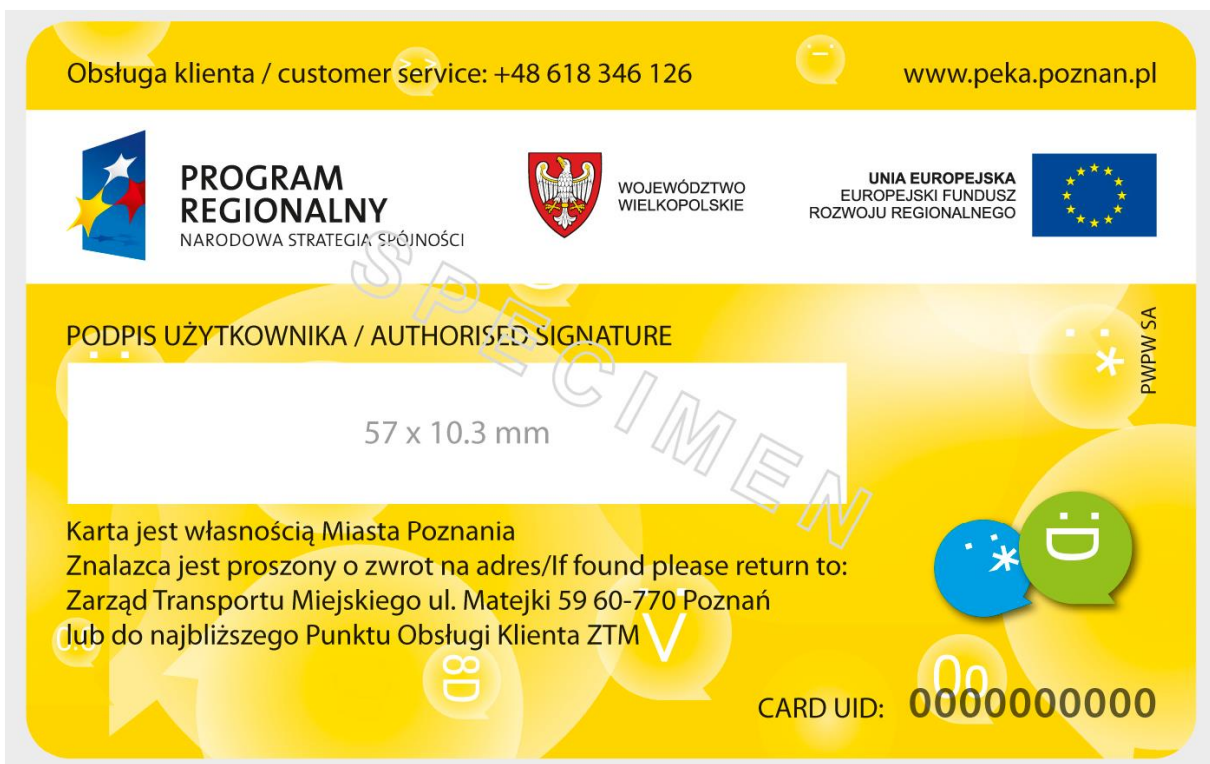 Obsługa klienta / customer service: +48 618 346 126
www.peka.poznan.pl
PROGRAM
REGIONALNY
NARODOWA STRATEGIA SPÓJNOŚCI
WOJEWÓDZTWO
WIELKOPOLSKIE
UNIA EUROPEJSKA
EUROPEJSKI FUNDUSZ
ROZWOJU REGIONALNEGO
SPECIMEN
PODPIS UŻYTKOWNIKA / AUTHORISED SIGNATURE
PWPW SA
57 x 10.3 mm
Karta jest własnością Miasta Poznania
Znalazca jest proszony o zwrot na adres/If found please return to:
Zarząd Transportu Miejskiego ul. Matejki 59 60-770 Poznań
lub do najbliższego Punktu Obsługi Klienta ZTM
CARD UID: 0000000000